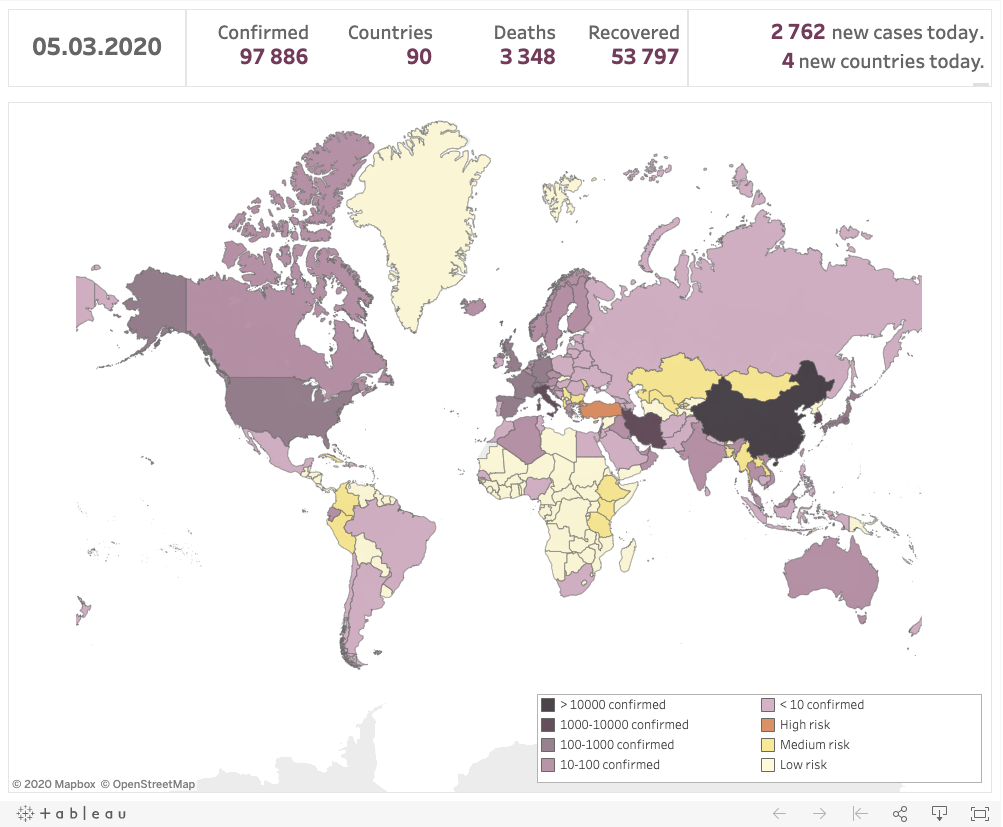 05.03.2020
Confirmed
97 886
Countries
90
Deaths
3 348
Recovered
53 797
2 762 new cases today.
4 new countries today.
> 10000 confirmed
1000-10000 confirmed
100-1000 confirmed
10-100 confirmed
< 10 confirmed
High risk
Medium risk
Low risk
© 2020 Mapbox © OpenStreetMap
+ableau